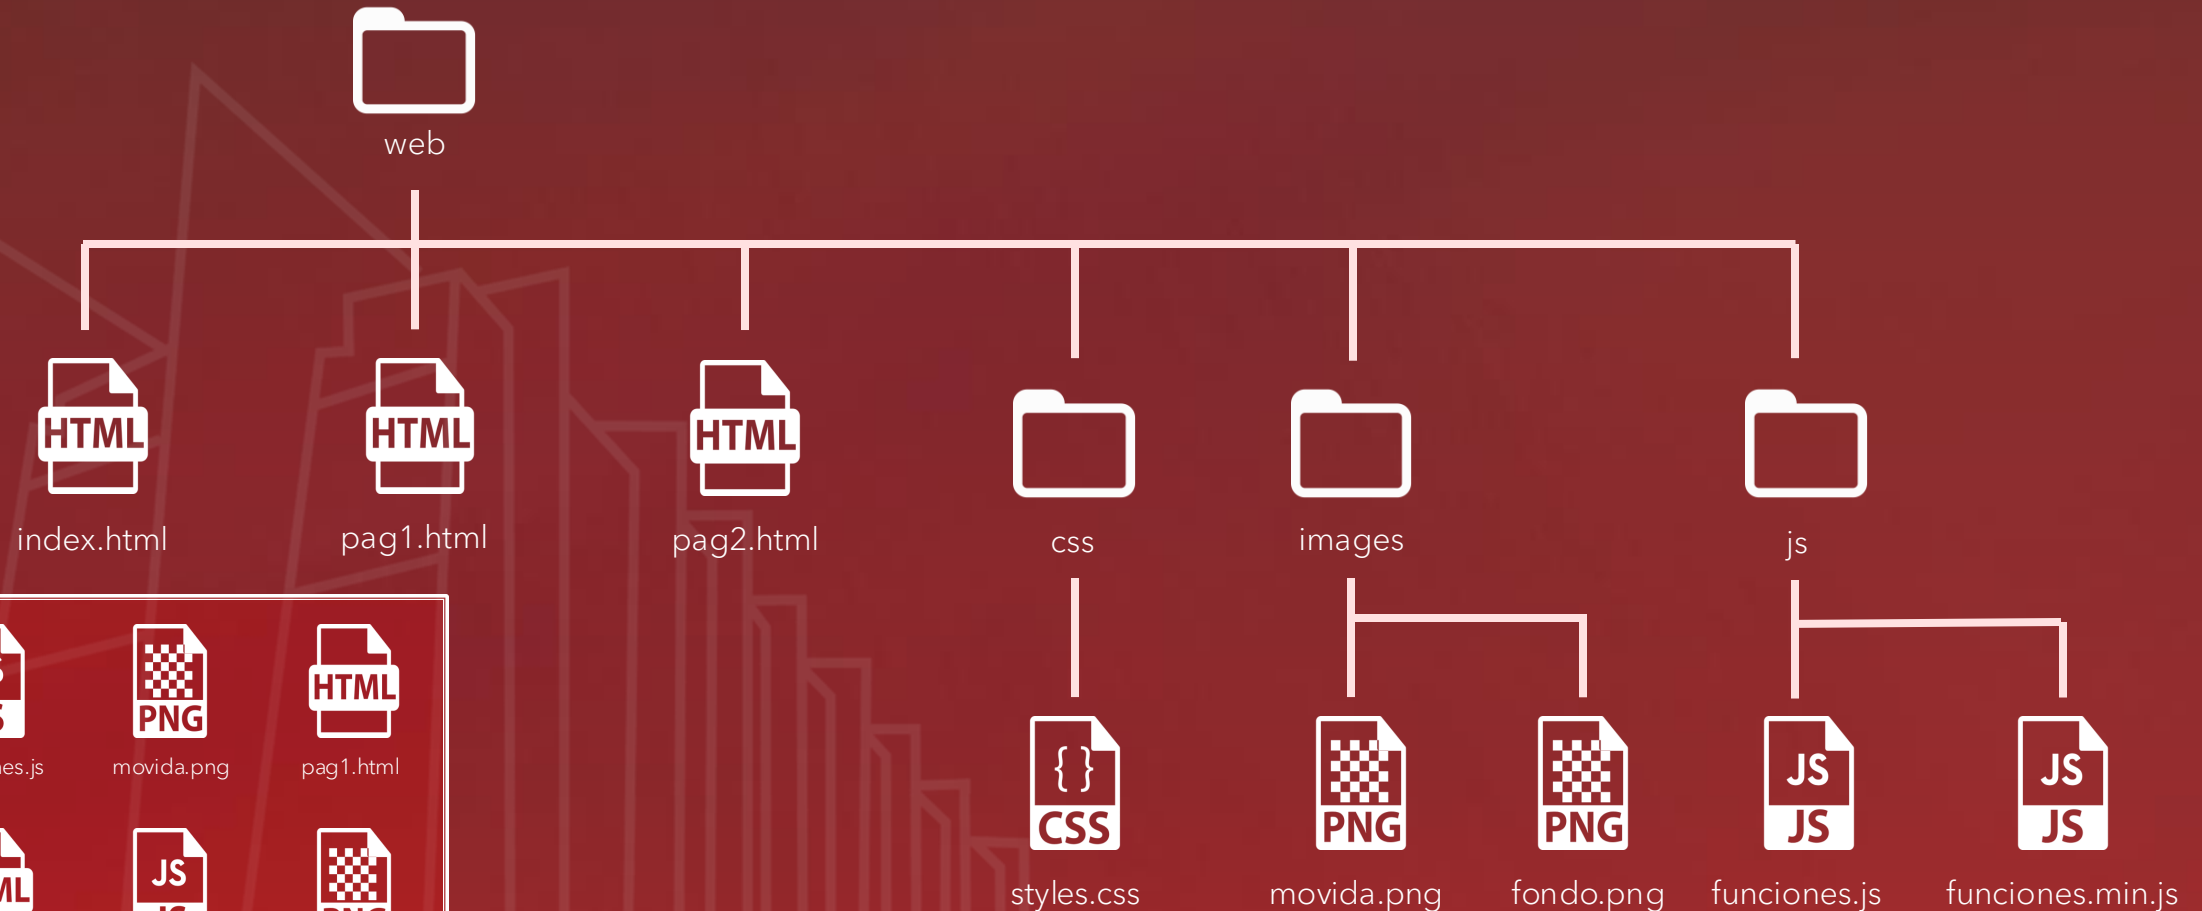 web
HTML
HTML
HTML
index.html
pag1.html
pag2.html
css
images
js
PNG
HTML
movida.png
pag1.html
JS
{ }
CSS
PNG
PNG
JS
JS
JS
JS
styles.css
movida.png
fondo.png
funciones.js
funciones.min.js